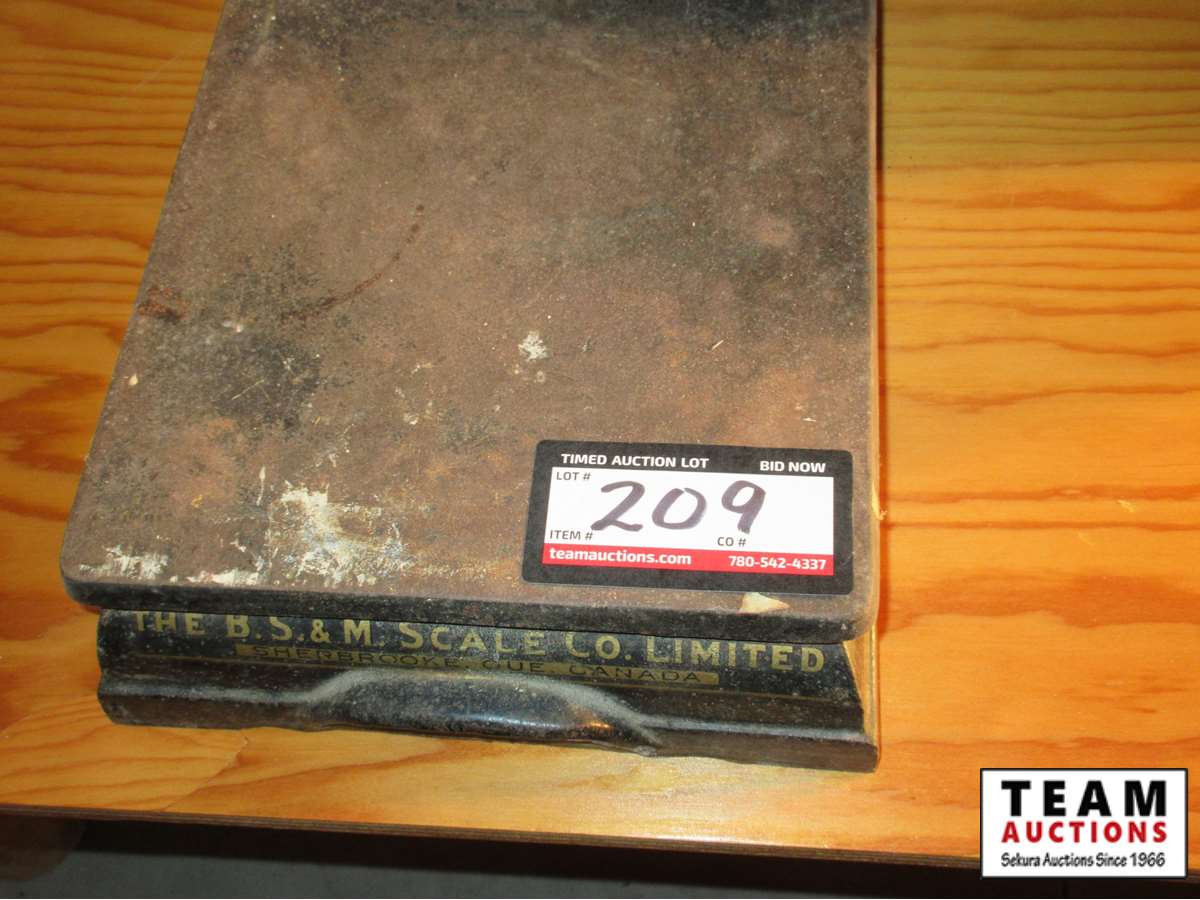 TIMED AUCTION LOT BID NOW
LOT #
209
ITEM # CO #
teamauctions.com 780-542-4337
THE B.S.& M. SCALE CO. LIMITED
SHERBROOKE, QUE. CANADA
TEAM
AUCTIONS
Sekura Auctions Since 1966